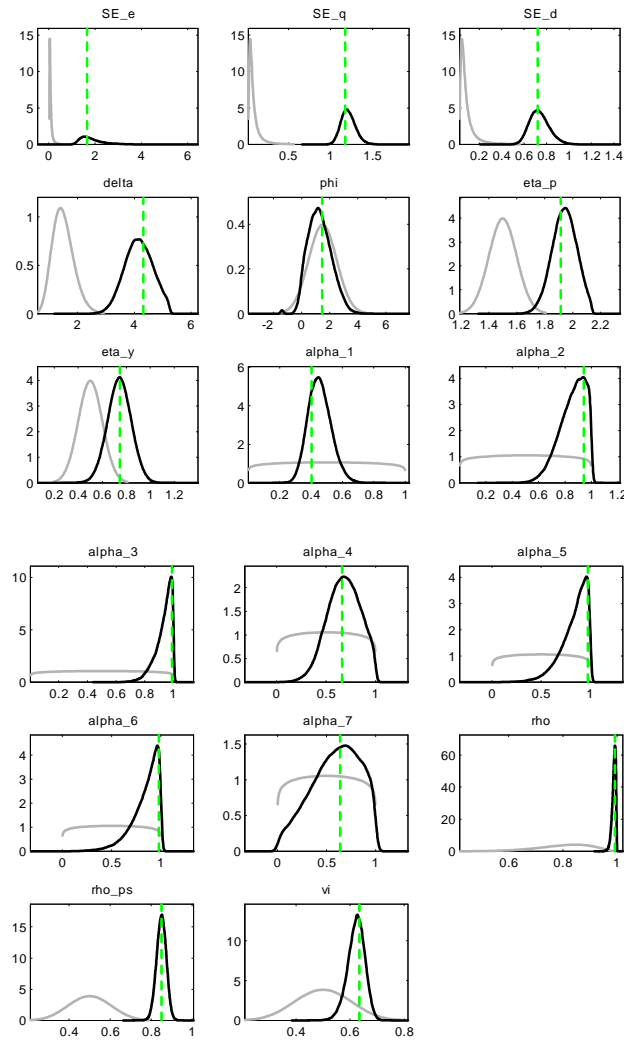 SE_e SE_q SE_d
15 15 15
10 10 10
5 5 5
0 0 0
0 2 4 6 0.5 1 1.5 0.2 0.4 0.6 0.8 1 1.2 1.4
delta phi eta_p
1 0.4 4
0.5 0.2 3
2
1
0 0 0
2 4 6 -2 0 2 4 6 1.2 1.4 1.6 1.8 2 2.2
eta_y alpha_1 alpha_2
4 6 4
3 4 3
2 2 2
1 1
0 0 0
0.2 0.4 0.6 0.8 1 1.2 0.2 0.4 0.6 0.8 1 0.2 0.4 0.6 0.8 1 1.2
alpha_3 alpha_4 alpha_5
10 2 4
1.5 3
5 1 2
0.5 1
0 0 0
0.2 0.4 0.6 0.8 1 0 0.5 1 0 0.5 1
alpha_6 alpha_7 rho
4 1.5 60
3 1 40
2 0.5 20
1
0 0 0
0 0.5 1 0 0.5 1 0.6 0.8 1
rho_ps vi
15 10
10 5
5
0 0
0.4 0.6 0.8 1 0.4 0.6 0.8